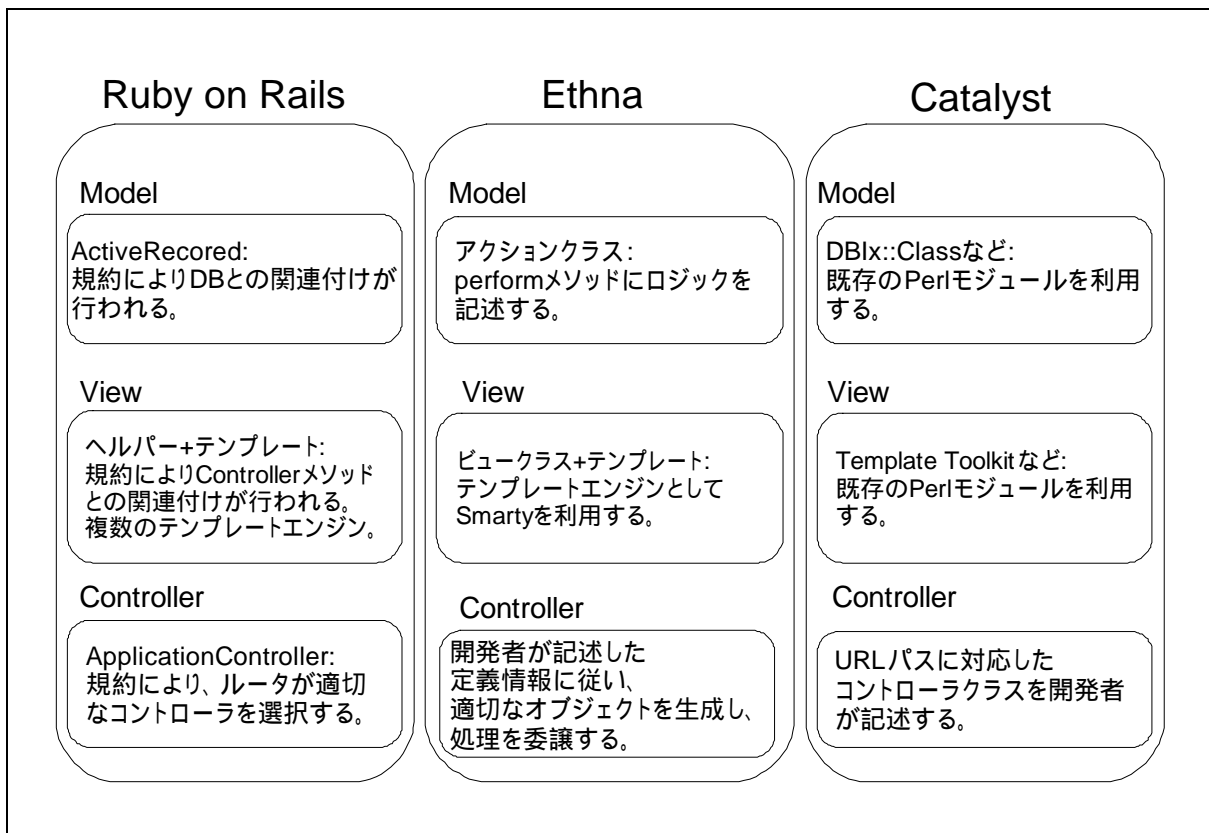 Ruby on Rails
Model
ActiveRecored:
規約によりDBとの関連付けが
行われる。
View
ヘルパー+テンプレート:
規約によりControllerメソッド
との関連付けが行われる。
複数のテンプレートエンジン。
Controller
ApplicationController:
規約により、ルータが適切
なコントローラを選択する。
Ethna
Model
アクションクラス:
performメソッドにロジックを
記述する。
View
ビュークラス+テンプレート:
テンプレートエンジンとして
Smartyを利用する。
Controller
開発者が記述した
定義情報に従い、
適切なオブジェクトを生成し、
処理を委譲する。
Catalyst
Model
DBIx::Classなど:
既存のPerlモジュールを利用
する。
View
Template Toolkitなど:
既存のPerlモジュールを利用
する。
Controller
URLパスに対応した
コントローラクラスを開発者
が記述する。